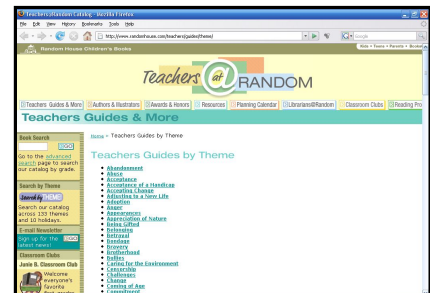 Teachers@Random Catalog - Mozilla Firefox
File Edit View History Bookmarks Tools Help
http://www.randomhouse.com/teachers/guides/theme/
Google
Random House Children's Books
Kids • Teens • Parents •
Teachers @ RANDOM
Teachers Guides & More
Authors & Illustrators
Awards & Honors
Resources
Planning Calendar
Librarians@Random
Classroom Clubs
Reading Pro
Teachers Guides & More
Book Search
GO
Go to the advanced
search page to search
our catalog by grade.
Search by Theme
Search by THEME
Search our catalog
across 133 themes
and 10 holidays.
E-mail Newsletter
Sign up for the GO
latest news!
Classroom Clubs
Junie B. Classroom Club
Welcome
everyone's
favorite
Home > Teachers Guides by Theme
Teachers Guides by Theme
Abandonment
Abuse
Acceptance
Acceptance of a Handicap
Accepting Change
Adjusting to a New Life
Adoption
Anger
Appearances
Appreciation of Nature
Being Gifted
Belonging
Betrayal
Bondage
Bravery
Brotherhood
Bullies
Caring for the Environment
Censorship
Challenges
Change
Coming of Age
Commitment